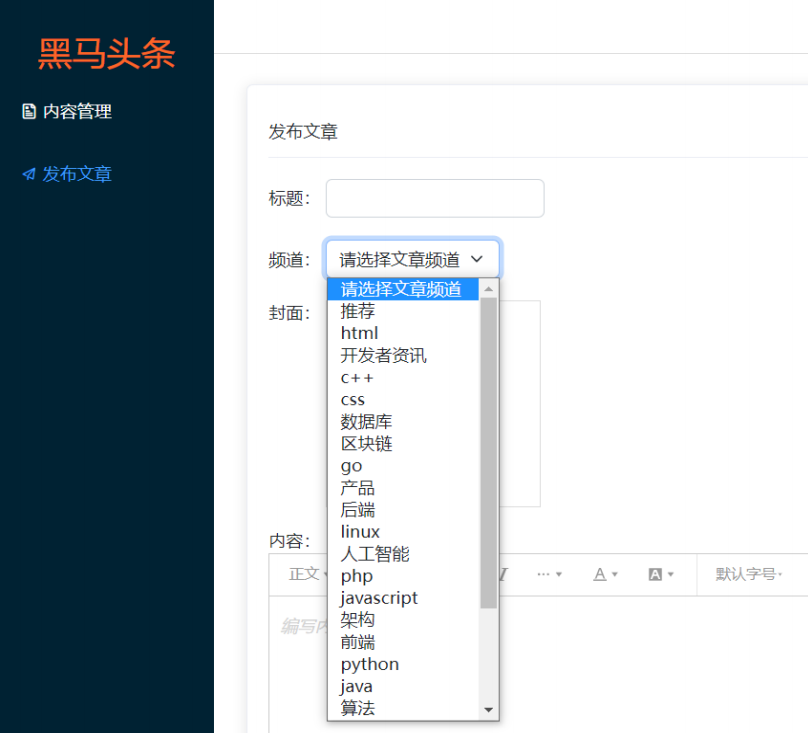 黑马头条
内容管理
发布文章
发布文章
标题：
频道：
请选择文章频道
请选择文章频道
推荐
html
开发者资讯
c++
css
数据库
区块链
go
产品
后端
linux
人工智能
php
javascript
架构
前端
python
java
算法
封面：
内容：
正文 I ··· A A 默认字号
编写